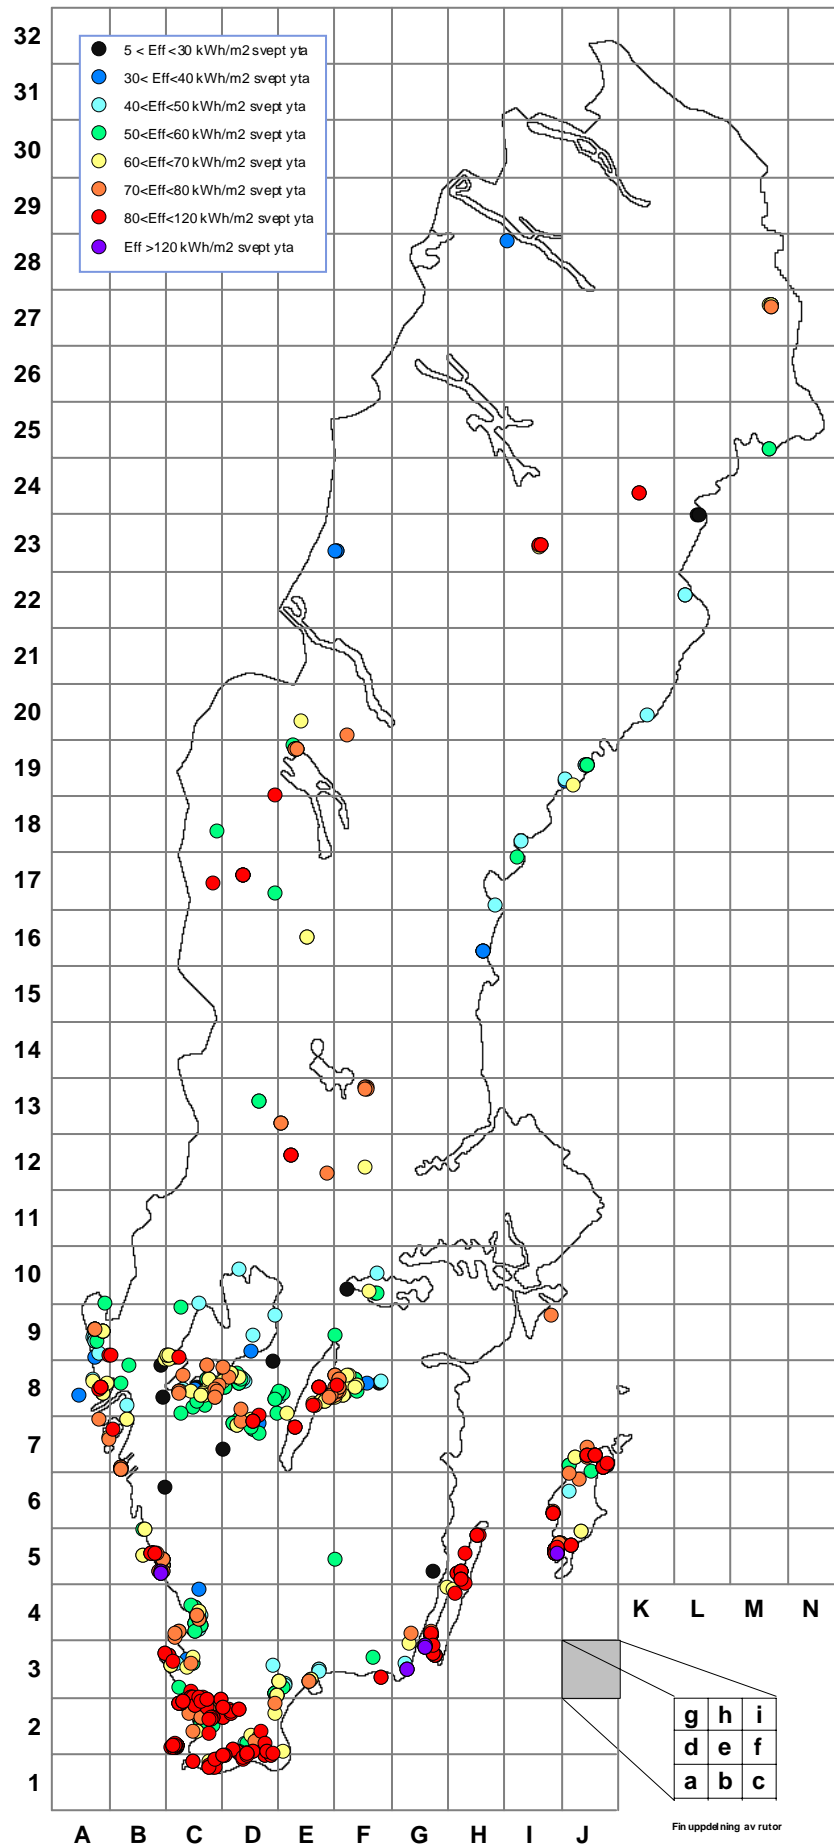 32
31
30
29
28
27
26
25
24
23
22
21
20
19
18
17
16
15
14
13
12
11
10
9
8
7
6
5
4
3
2
1
5 < Eff <30 kWh/m2 svept yta
30< Eff<40 kWh/m2 svept yta
40<Eff<50 kWh/m2 svept yta
50<Eff<60 kWh/m2 svept yta
60<Eff<70 kWh/m2 svept yta
70<Eff<80 kWh/m2 svept yta
80<Eff<120 kWh/m2 svept yta
Eff >120 kWh/m2 svept yta
K L M N
g h i
d e f
a b c
Fin uppdelning av rutor
A B C D E F G H I J